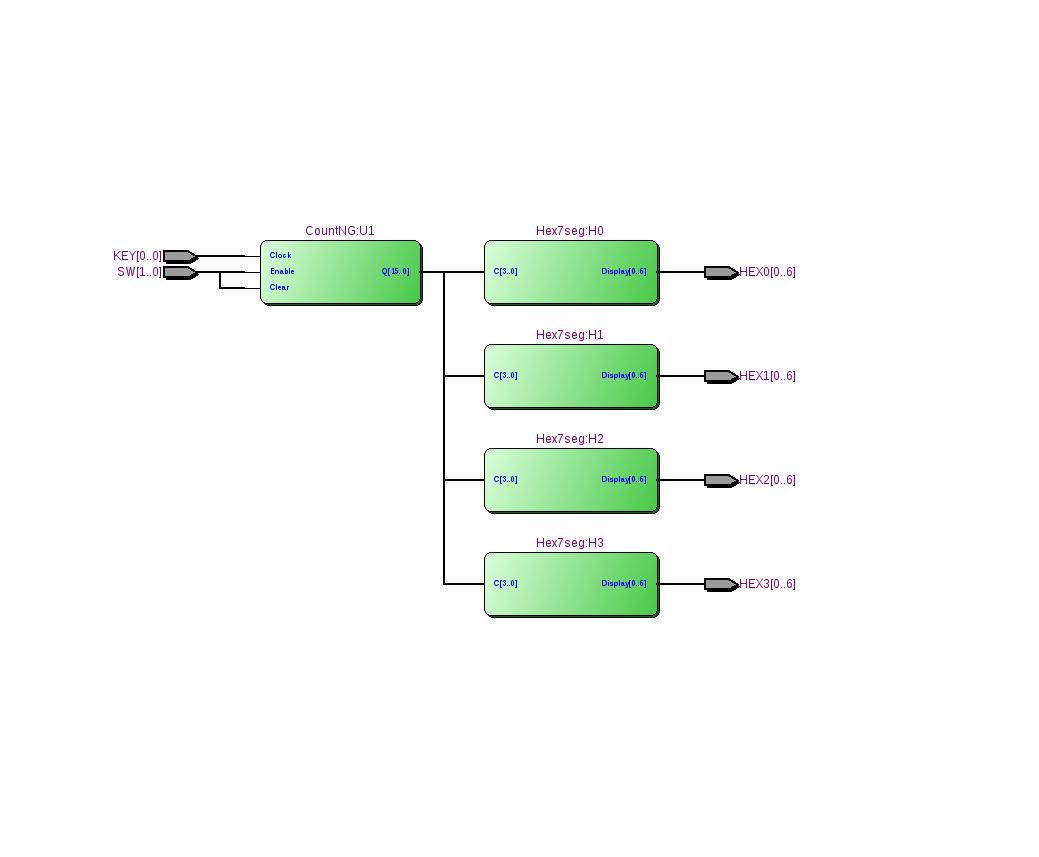 CountNG:U1
Hex7seg:H0
KEY[0..0]
Clock
SW[1..0]
Enable
Q[15..0]
C[3..0]
Display[0..6]
HEX0[0..6]
Clear
Hex7seg:H1
C[3..0]
Display[0..6]
HEX1[0..6]
Hex7seg:H2
C[3..0]
Display[0..6]
HEX2[0..6]
Hex7seg:H3
C[3..0]
Display[0..6]
HEX3[0..6]